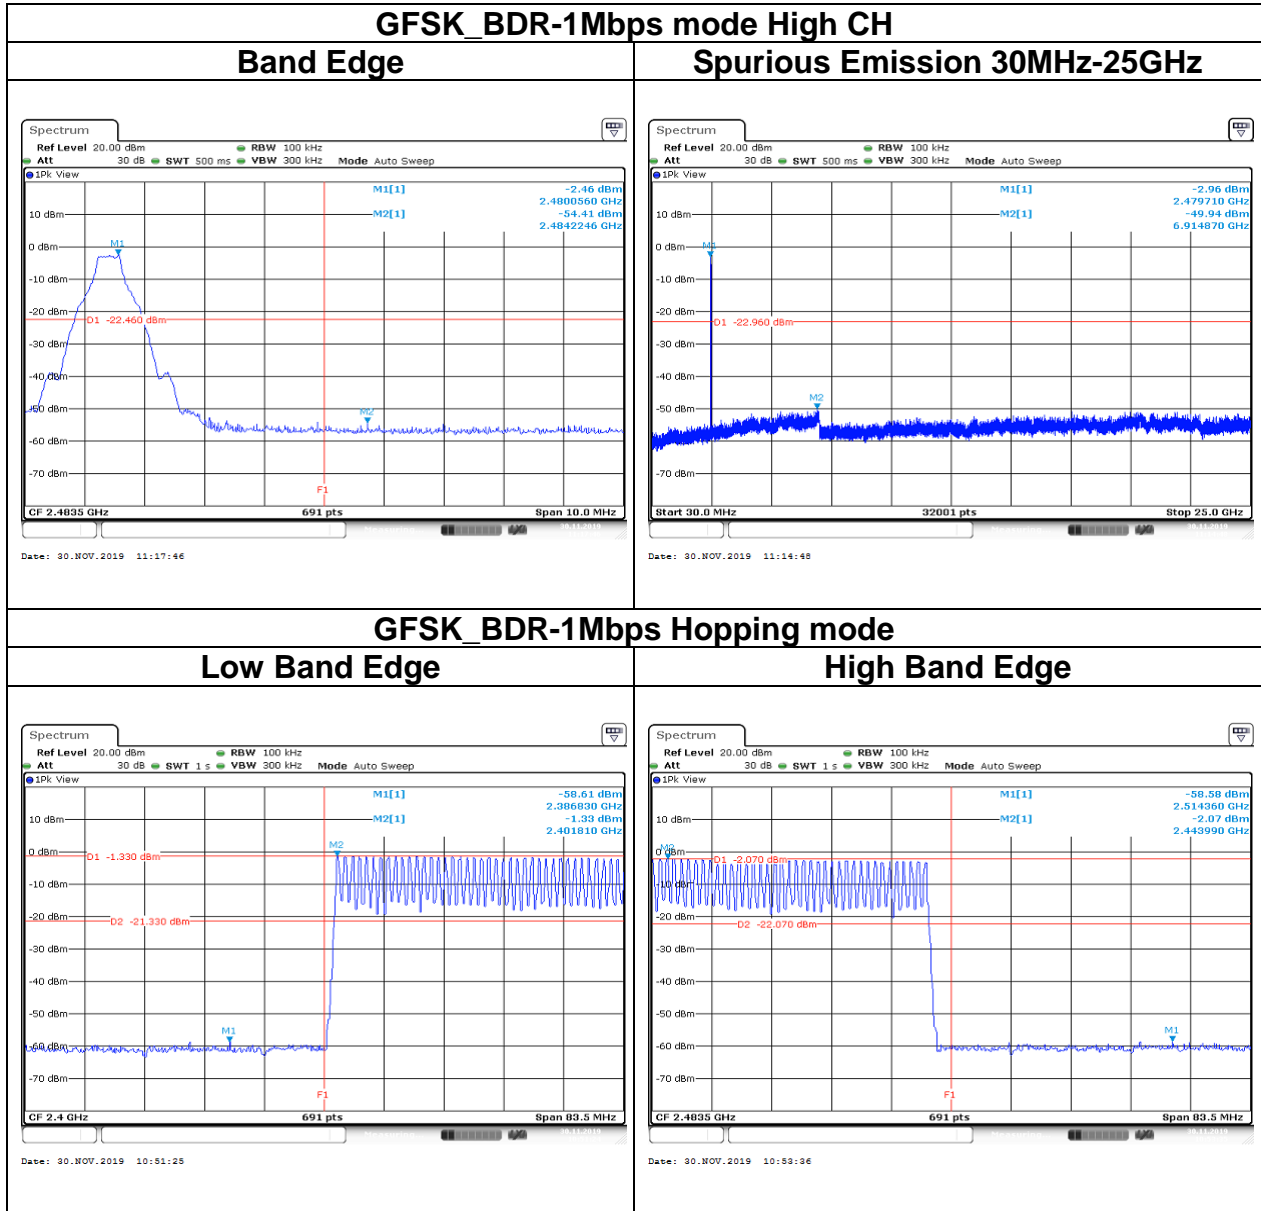 GFSK_BDR-1Mbps mode High CH
Band Edge
Spurious Emission 30MHz-25GHz
Spectrum
Ref Level 20.00 dBm RBW 100 kHz
Att 30 dB SWT 500 ms VBW 300 kHz Mode Auto Sweep
1Pk View
M1[1] -2.46 dBm
2.4800560 GHz
M2[1] -54.41 dBm
2.4842246 GHz
10 dBm
0 dBm
M1
-10 dBm
-20 dBm
D1 -22.460 dBm
-30 dBm
-40 dBm
-50 dBm
M2
-60 dBm
-70 dBm
F1
CF 2.4835 GHz 691 pts Span 10.0 MHz
Date: 30.NOV.2019 11:17:46
Spectrum
Ref Level 20.00 dBm RBW 100 kHz
Att 30 dB SWT 500 ms VBW 300 kHz Mode Auto Sweep
1Pk View
M1[1] -2.96 dBm
2.479710 GHz
M2[1] -49.94 dBm
6.914870 GHz
10 dBm
0 dBm
M1
-10 dBm
-20 dBm
D1 -22.960 dBm
-30 dBm
-40 dBm
M2
-50 dBm
-60 dBm
-70 dBm
Start 30.0 MHz 32001 pts Stop 25.0 GHz
Date: 30.NOV.2019 11:14:48
GFSK_BDR-1Mbps Hopping mode
Low Band Edge
High Band Edge
Spectrum
Ref Level 20.00 dBm RBW 100 kHz
Att 30 dB SWT 1 s VBW 300 kHz Mode Auto Sweep
1Pk View
M1[1] -58.61 dBm
2.386830 GHz
M2[1] -1.33 dBm
2.401810 GHz
10 dBm
M2
0 dBm
D1 -1.330 dBm
-10 dBm
-20 dBm
D2 -21.330 dBm
-30 dBm
-40 dBm
-50 dBm
M1
-60 dBm
-70 dBm
F1
CF 2.4 GHz 691 pts Span 83.5 MHz
Date: 30.NOV.2019 10:51:25
Spectrum
Ref Level 20.00 dBm RBW 100 kHz
Att 30 dB SWT 1 s VBW 300 kHz Mode Auto Sweep
1Pk View
M1[1] -58.58 dBm
2.514360 GHz
M2[1] -2.07 dBm
2.443990 GHz
10 dBm
M2
0 dBm
D1 -2.070 dBm
-10 dBm
-20 dBm
D2 -22.070 dBm
-30 dBm
-40 dBm
-50 dBm
M1
-60 dBm
-70 dBm
F1
CF 2.4835 GHz 691 pts Span 83.5 MHz
Date: 30.NOV.2019 10:53:36